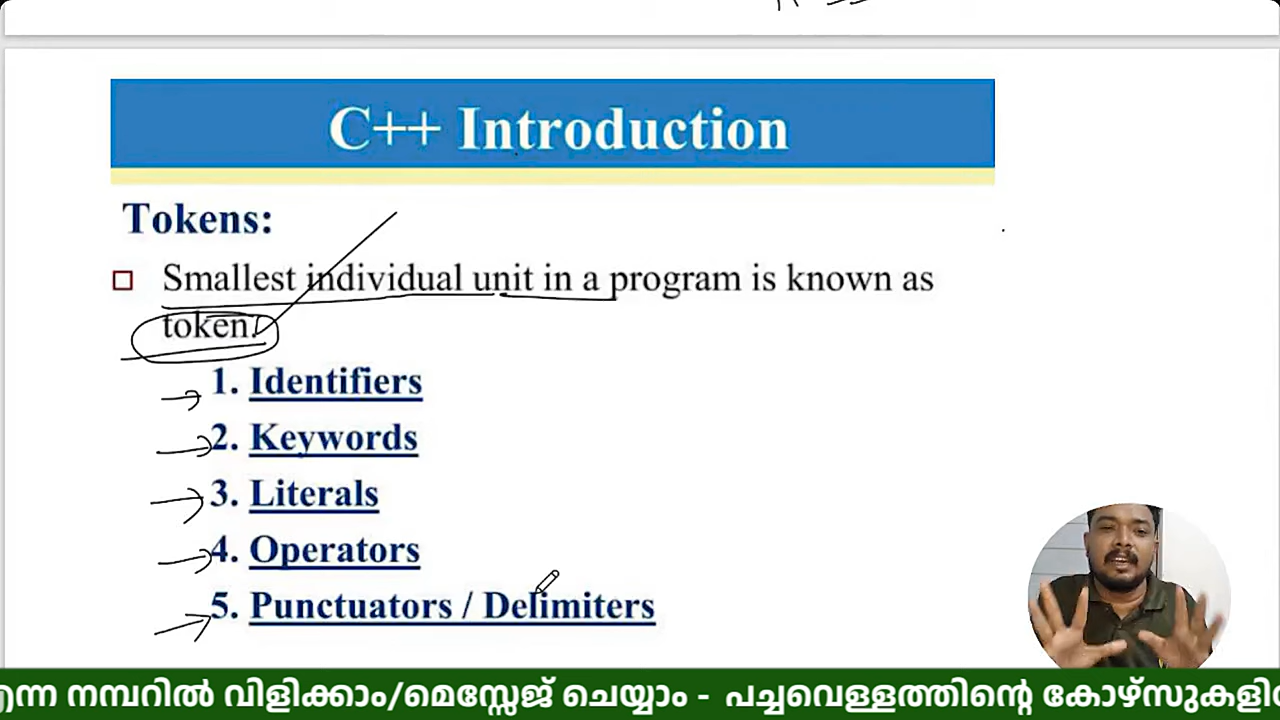 C++ Introduction
Tokens:
Smallest individual unit in a program is known as
token.
1. Identifiers
2. Keywords
3. Literals
4. Operators
5. Punctuators / Delimiters
എന്ന നമ്പറിൽ വിളിക്കാം/മെസ്സേജ് ചെയ്യാം - പച്ചവെള്ളത്തിന്റെ